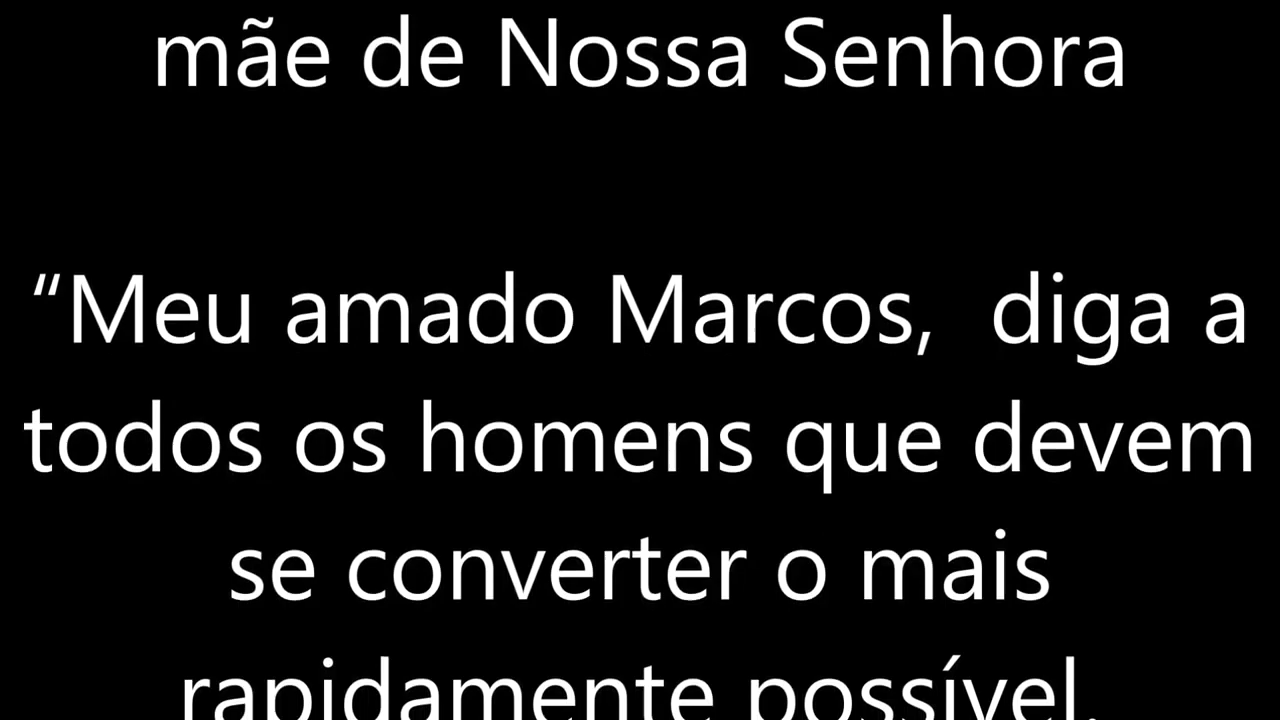 mãe de Nossa Senhora
“Meu amado Marcos,  diga a
todos os homens que devem
se converter o mais
rapidamente possível.